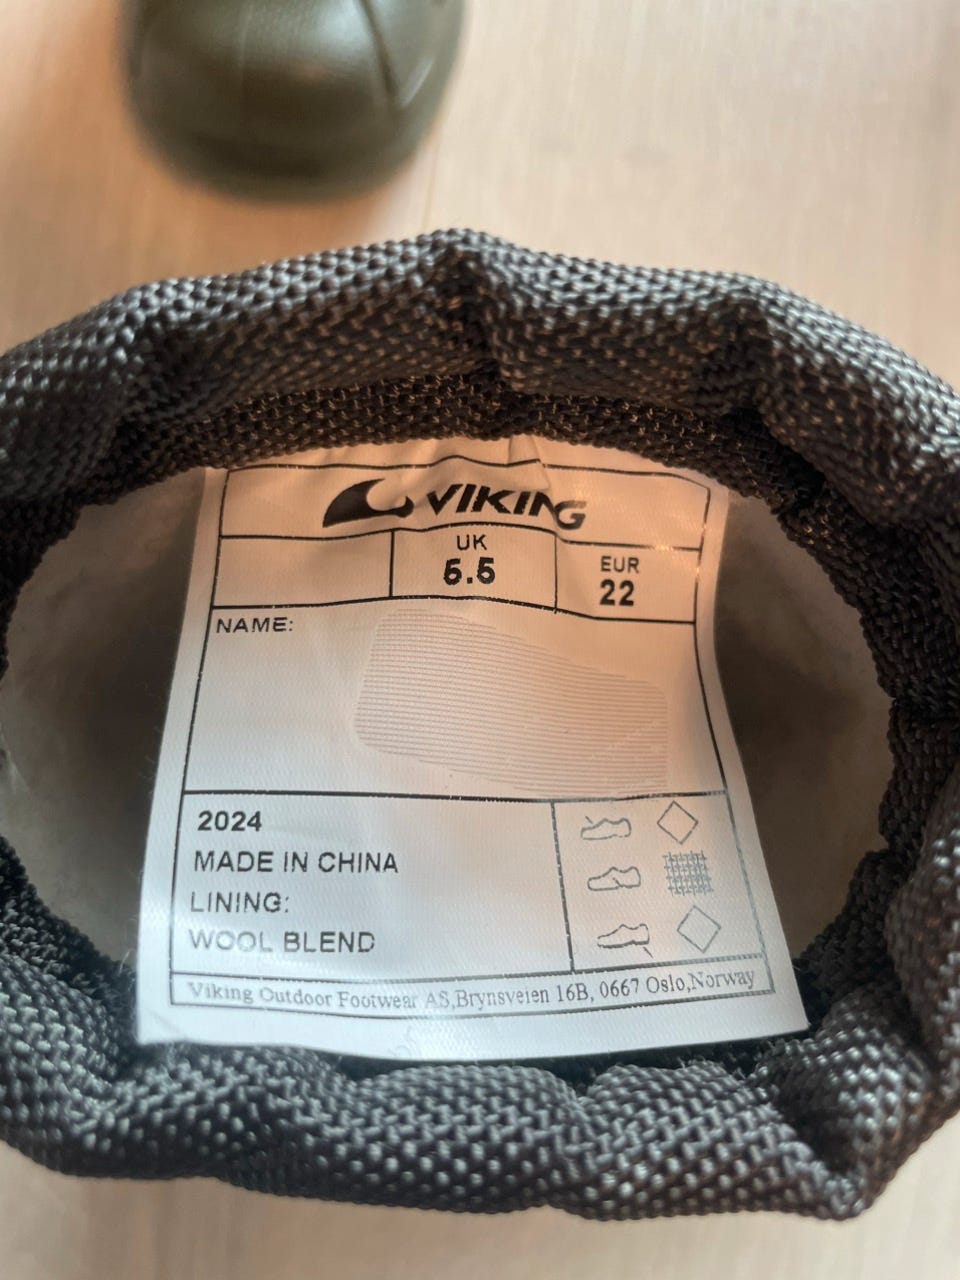 VIKING
UK
5.5
EUR
22
NAME:
2024
MADE IN CHINA
LINING:
WOOL BLEND
Viking Outdoor Footwear AS,Brynsveien 16B, 0667 Oslo,Norway